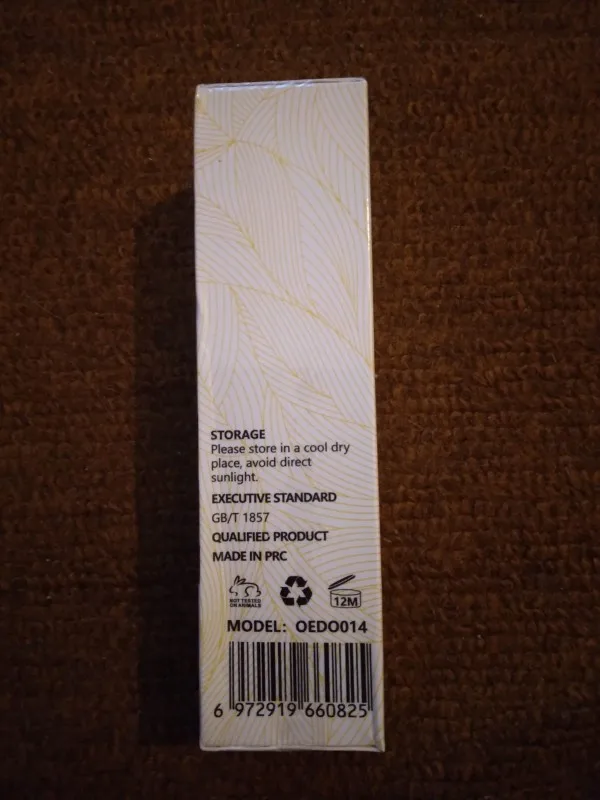 STORAGE
Please store in a cool dry
place, avoid direct
sunlight.
EXECUTIVE STANDARD
GB/T 1857
QUALIFIED PRODUCT
MADE IN PRC
NOT TESTED
ON ANIMALS
12M
MODEL: OEDO014
6 972919 660825